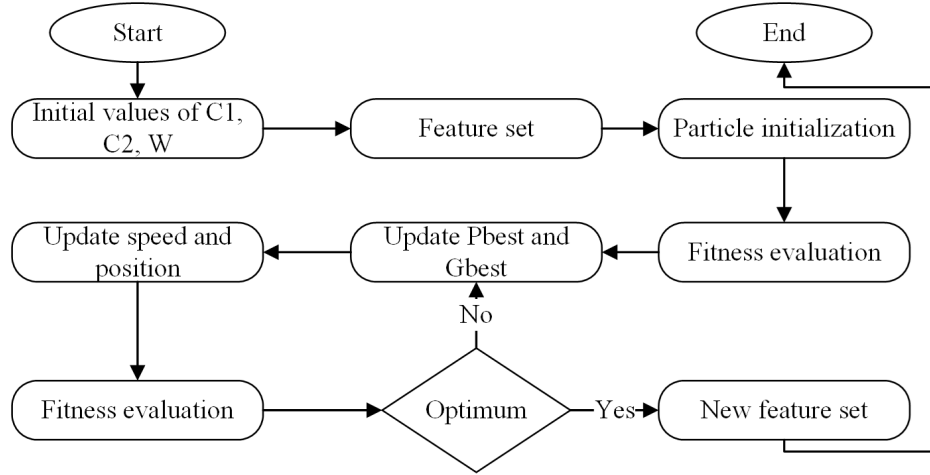 Start
End
Initial values of C1,
C2, W
Feature set
Particle initialization
Update speed and
position
Update Pbest and
Gbest
Fitness evaluation
No
Fitness evaluation
Optimum
Yes
New feature set